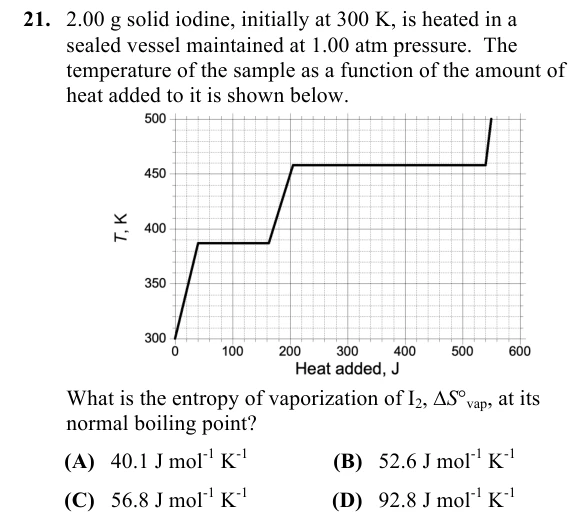 21. 2.00 g solid iodine, initially at 300 K, is heated in a
sealed vessel maintained at 1.00 atm pressure. The
temperature of the sample as a function of the amount of
heat added to it is shown below.
500
450
400
350
300
T, K
0 100 200 300 400 500 600
Heat added, J
What is the entropy of vaporization of I₂, ΔS°vap, at its
normal boiling point?
(A) 40.1 J mol⁻¹ K⁻¹ (B) 52.6 J mol⁻¹ K⁻¹
(C) 56.8 J mol⁻¹ K⁻¹ (D) 92.8 J mol⁻¹ K⁻¹